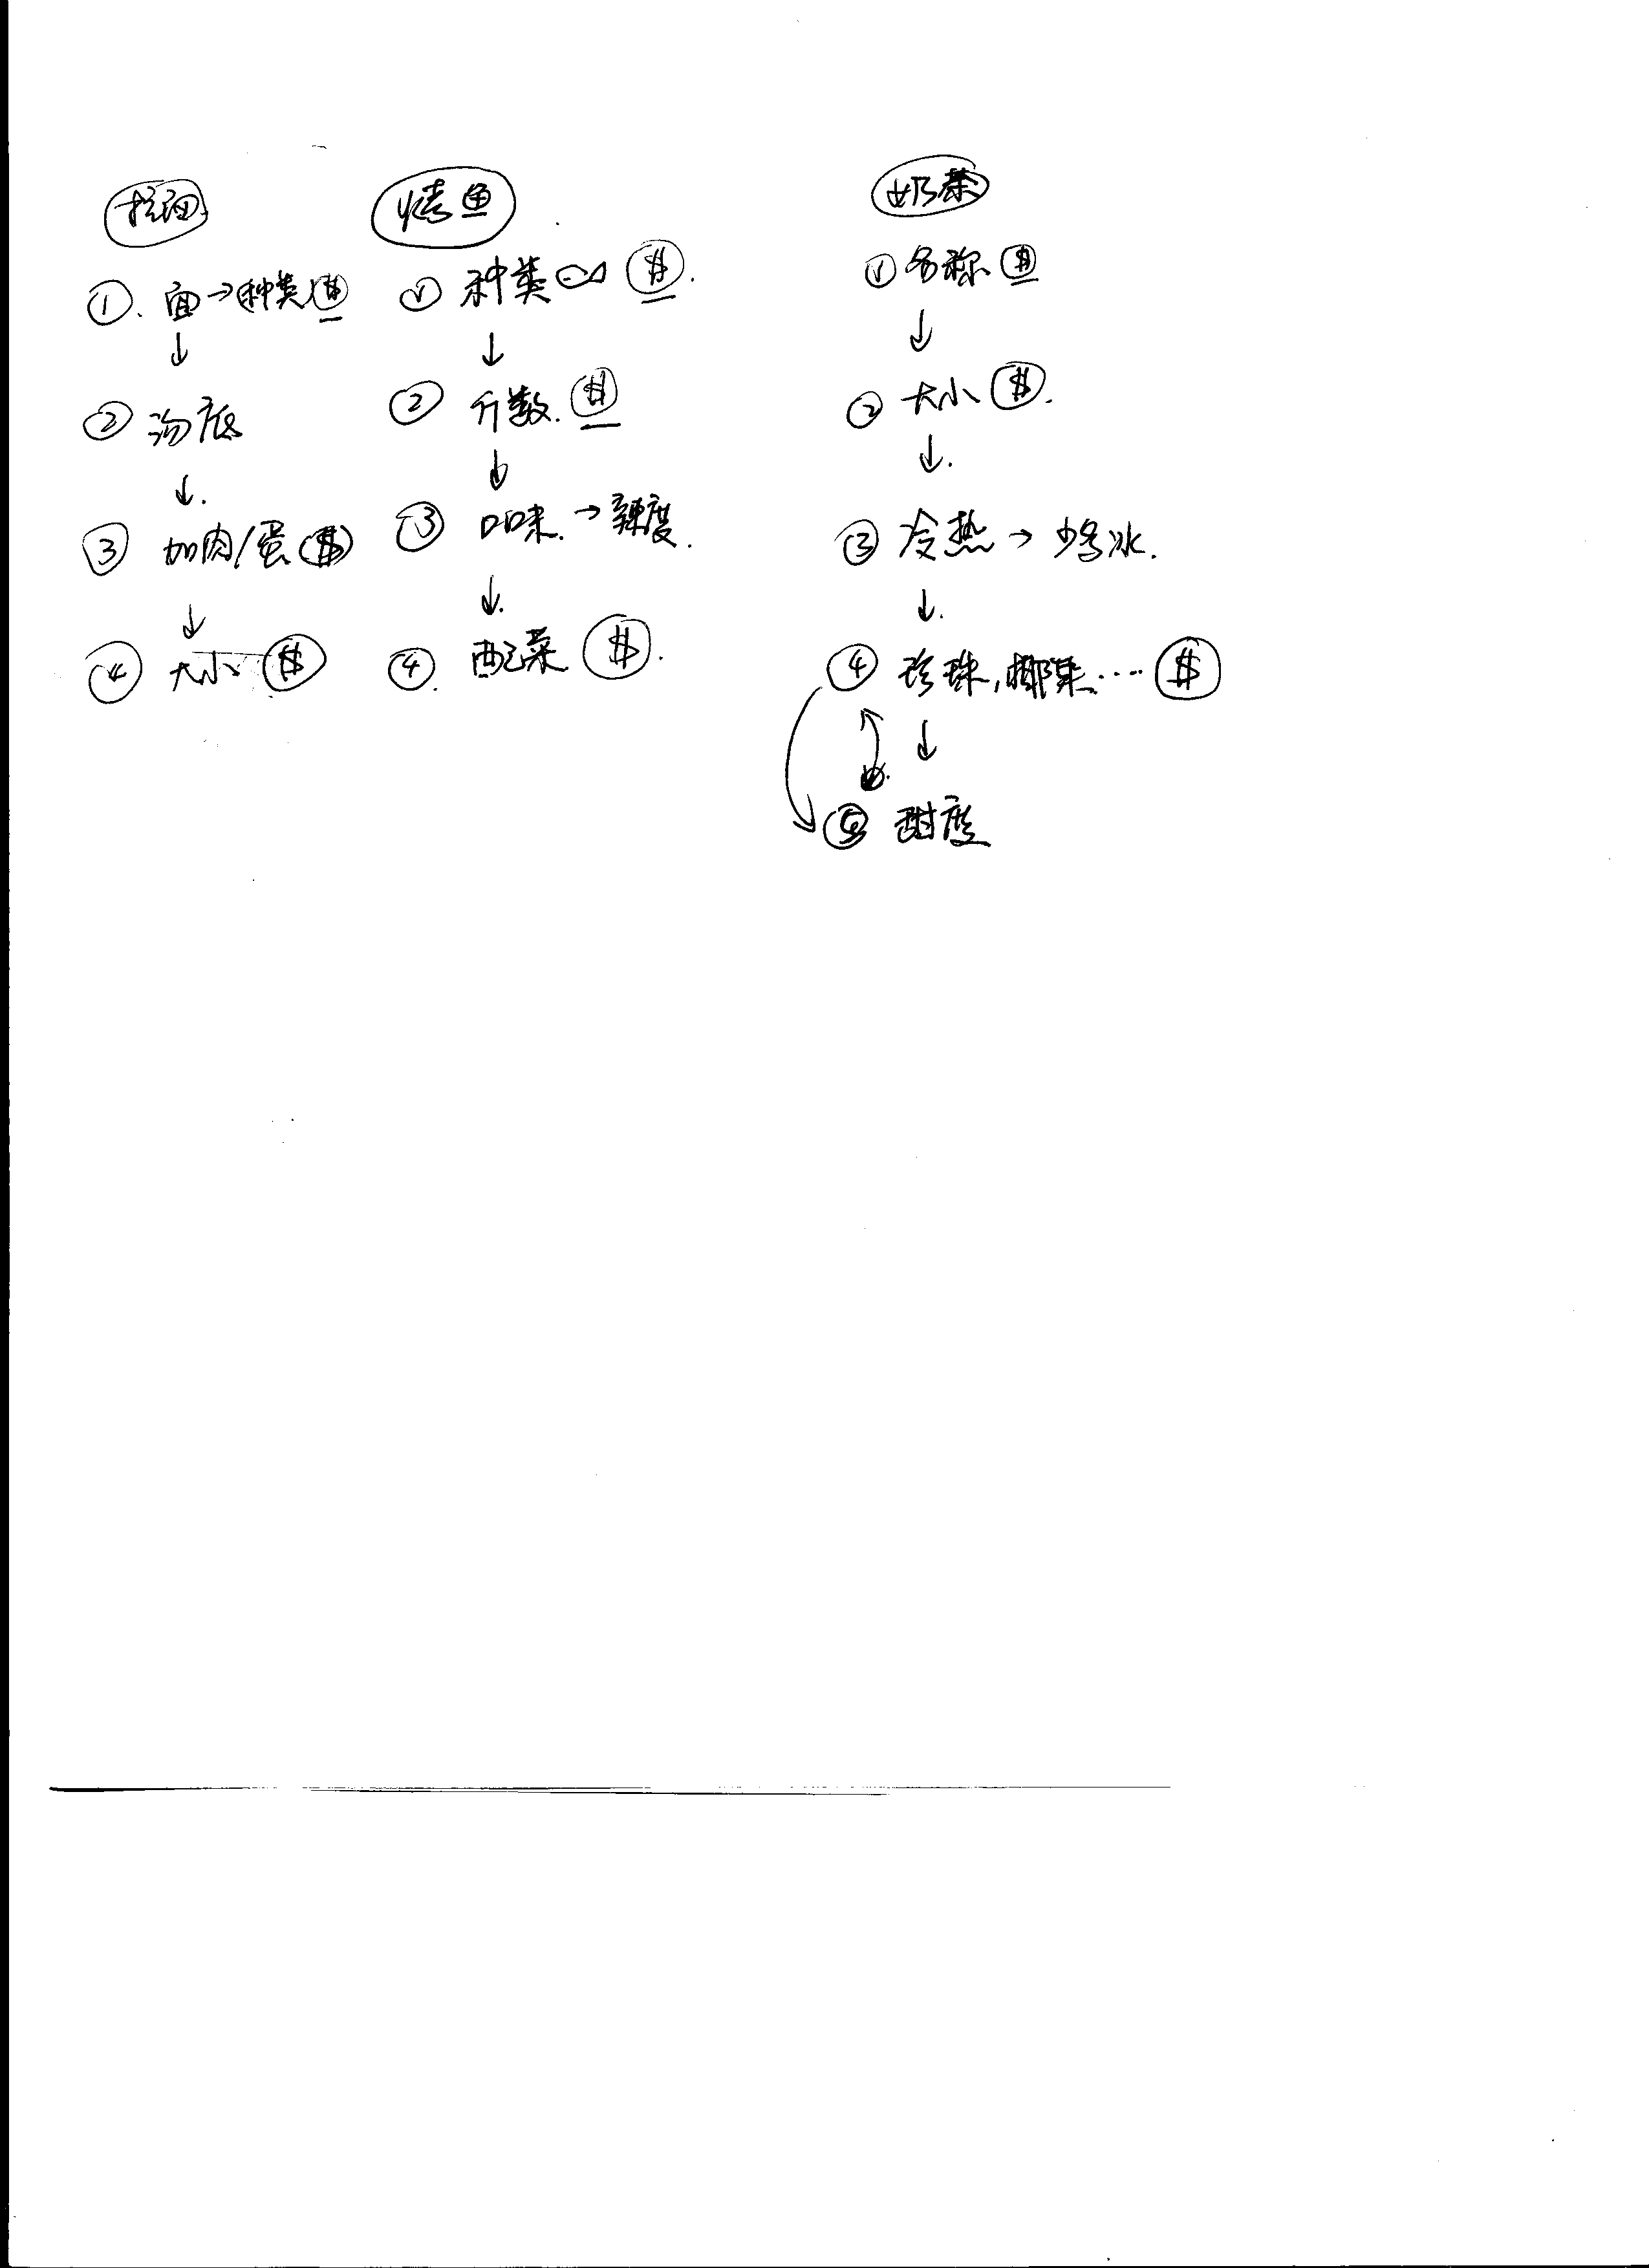 拉面
① 面→种类 $
↓
② 汤底
↓
③ 加肉/蛋 $
↓
④ 大小 $
烤鱼
① 种类 $
↓
② 斤数 $
↓
③ 口味→辣度
↓
④ 配菜 $
奶茶
① 名称 $
↓
② 大小 $
↓
③ 冷热→少多冰
↓
④ 珍珠,椰果… $
↓
⑤ 甜度